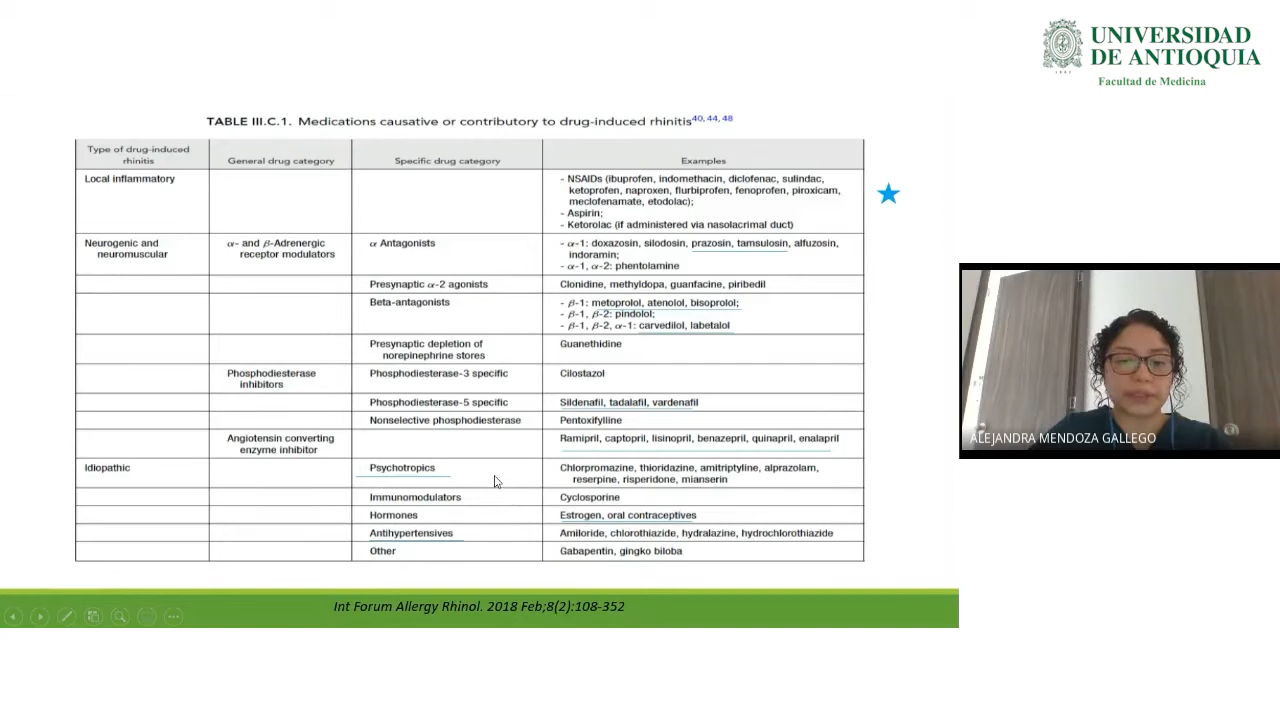 UNIVERSIDAD
DE ANTIOQUIA
1803
Facultad de Medicina
TABLE III.C.1. Medications causative or contributory to drug-induced rhinitis40, 44, 48
Type of drug-induced rhinitis General drug category Specific drug category Examples
Local inflammatory
- NSAIDs (ibuprofen, indomethacin, diclofenac, sulindac,
ketoprofen, naproxen, flurbiprofen, fenoprofen, piroxicam,
meclofenamate, etodolac);
- Aspirin;
- Ketorolac (if administered via nasolacrimal duct)
Neurogenic and
neuromuscular
α- and β-Adrenergic
receptor modulators
α Antagonists
- α-1: doxazosin, silodosin, prazosin, tamsulosin, alfuzosin,
indoramin;
- α-1, α-2: phentolamine
Presynaptic α-2 agonists
Clonidine, methyldopa, guanfacine, piribedil
Beta-antagonists
- β-1: metoprolol, atenolol, bisoprolol;
- β-1, β-2: pindolol;
- β-1, β-2, α-1: carvedilol, labetalol
Presynaptic depletion of
norepinephrine stores
Guanethidine
Phosphodiesterase
inhibitors
Phosphodiesterase-3 specific
Cilostazol
Phosphodiesterase-5 specific
Sildenafil, tadalafil, vardenafil
Nonselective phosphodiesterase
Pentoxifylline
Angiotensin converting
enzyme inhibitor
Ramipril, captopril, lisinopril, benazepril, quinapril, enalapril
Idiopathic
Psychotropics
Chlorpromazine, thioridazine, amitriptyline, alprazolam,
reserpine, risperidone, mianserin
Immunomodulators
Cyclosporine
Hormones
Estrogen, oral contraceptives
Antihypertensives
Amiloride, chlorothiazide, hydralazine, hydrochlorothiazide
Other
Gabapentin, gingko biloba
ALEJANDRA MENDOZA GALLEGO
Int Forum Allergy Rhinol. 2018 Feb;8(2):108-352